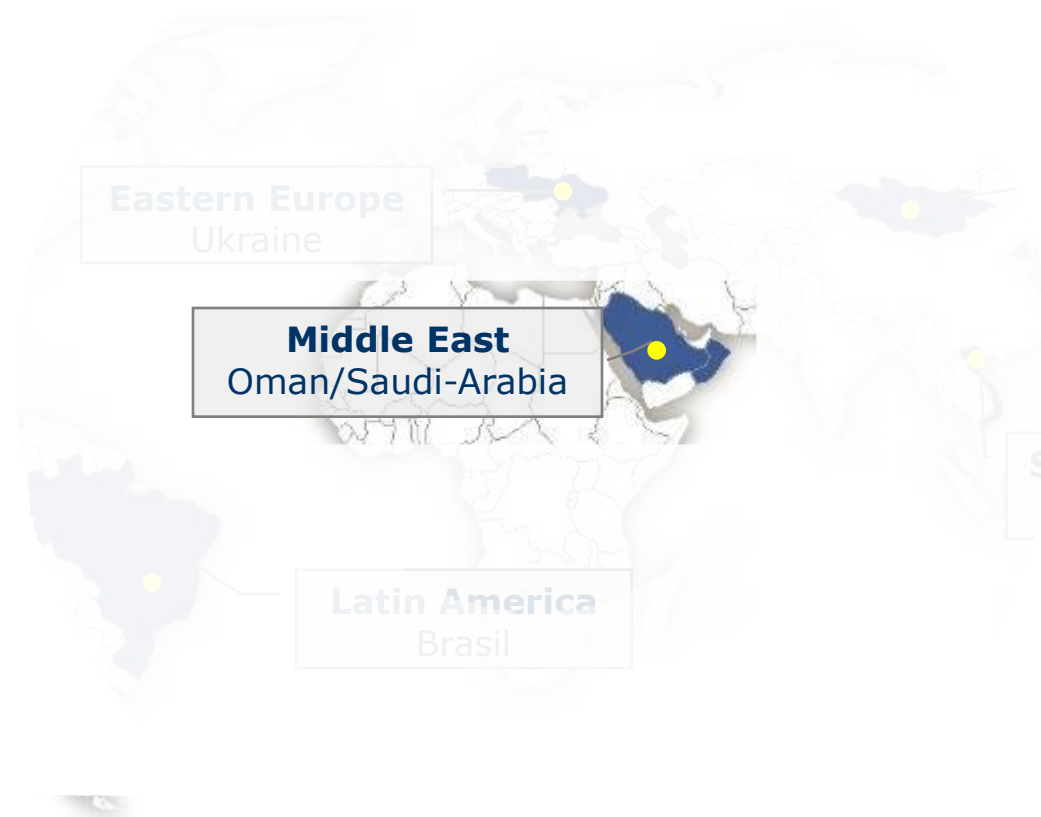 Eastern Europe
Ukraine
Middle East
Oman/Saudi-Arabia
S
Latin America
Brasil